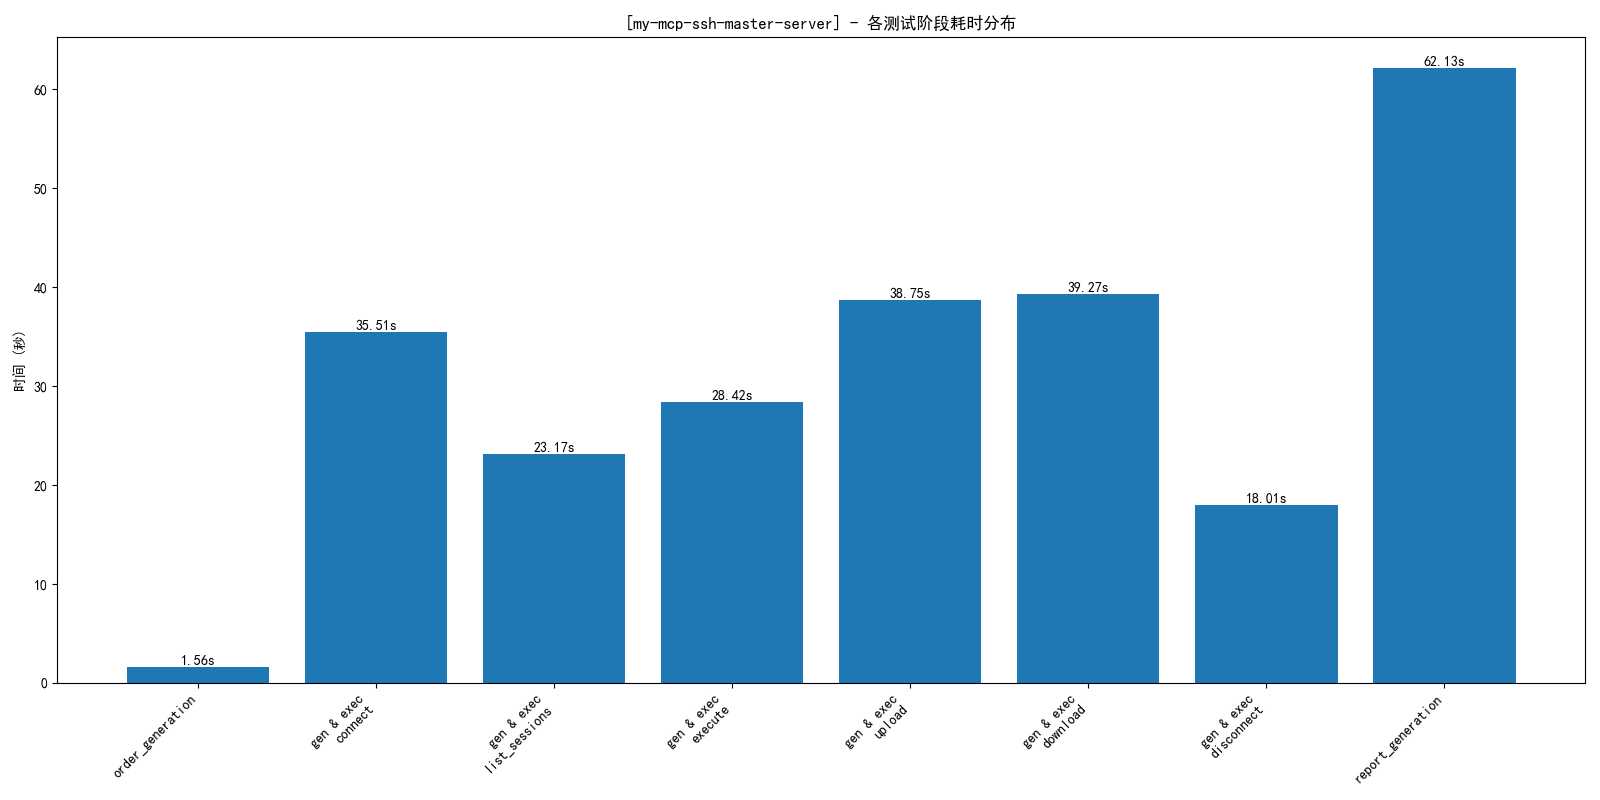 [my-mcp-ssh-master-server] - 各测试阶段耗时分布
时间 (秒)
60
50
40
30
20
10
0
1.56s
35.51s
23.17s
28.42s
38.75s
39.27s
18.01s
62.13s
order_generation
gen & exec
connect
gen & exec
list_sessions
gen & exec
execute
gen & exec
upload
gen & exec
download
gen & exec
disconnect
report_generation